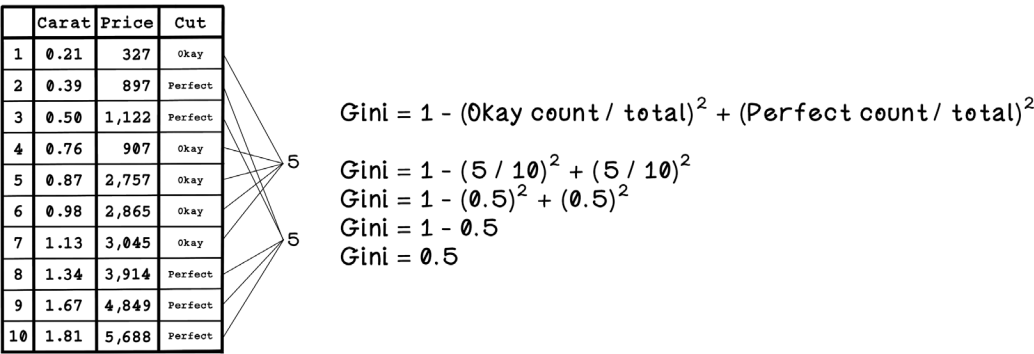 Carat Price Cut
1 0.21 327 Okay
2 0.39 897 Perfect
3 0.50 1,122 Perfect
4 0.76 907 Okay
5 0.87 2,757 Okay
6 0.98 2,865 Okay
7 1.13 3,045 Okay
8 1.34 3,914 Perfect
9 1.67 4,849 Perfect
10 1.81 5,688 Perfect
5
5
Gini = 1 - (Okay count / total)² + (Perfect count / total)²
Gini = 1 - (5 / 10)² + (5 / 10)²
Gini = 1 - (0.5)² + (0.5)²
Gini = 1 - 0.5
Gini = 0.5